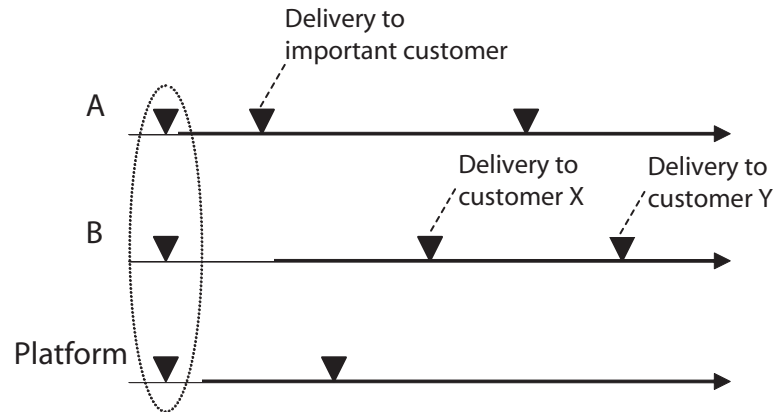 Delivery to
important customer
A
Delivery to
customer X
Delivery to
customer Y
B
Platform